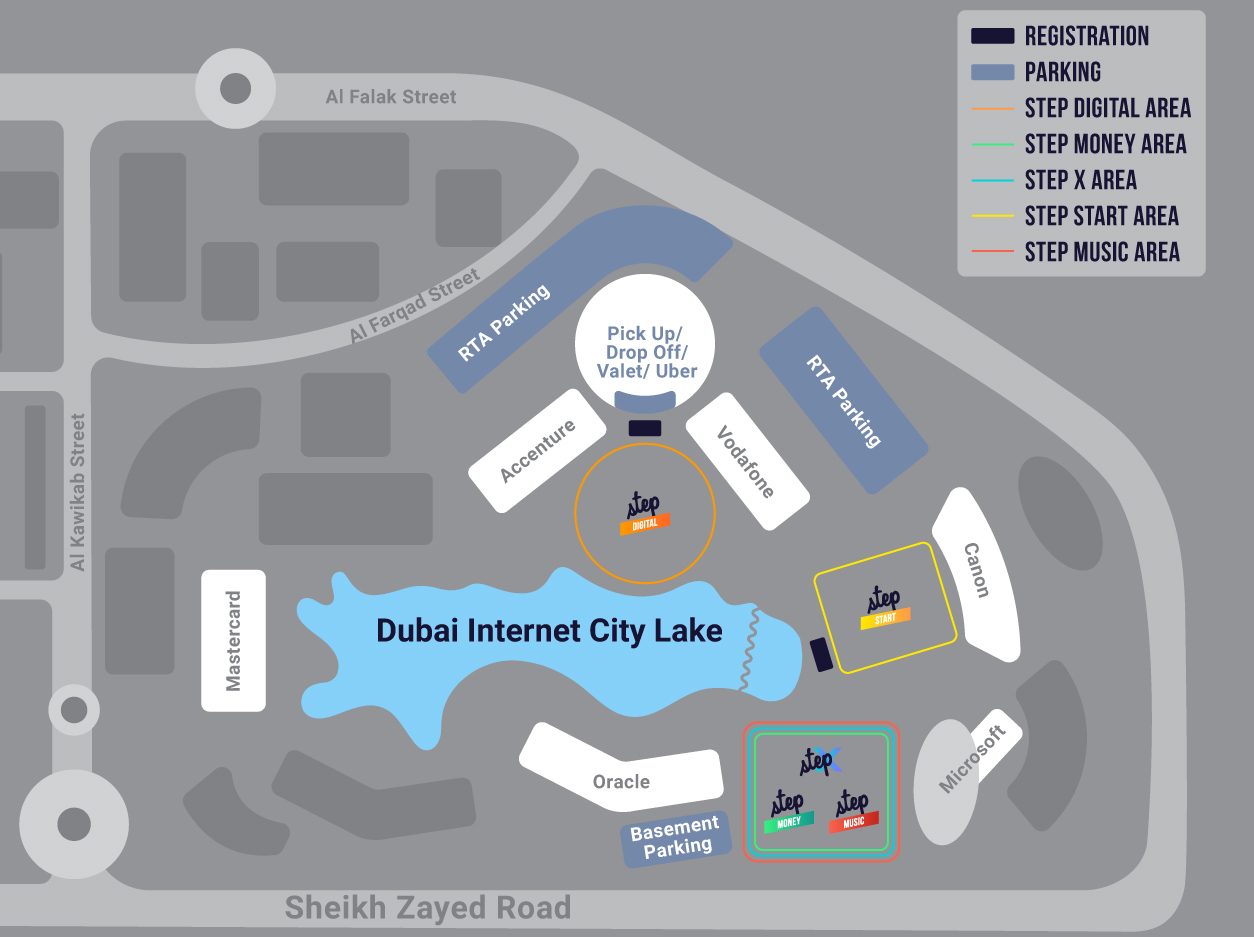 REGISTRATION
PARKING
STEP DIGITAL AREA
STEP MONEY AREA
STEP X AREA
STEP START AREA
STEP MUSIC AREA
Al Falak Street
Al Farqad Street
RTA Parking
Pick Up/
Drop Off/
Valet/ Uber
RTA Parking
Al Kawikab Street
Accenture
Vodafone
step
DIGITAL
Canon
step
START
Mastercard
Dubai Internet City Lake
Oracle
step X
step
MONEY
step
MUSIC
Microsoft
Basement
Parking
Sheikh Zayed Road